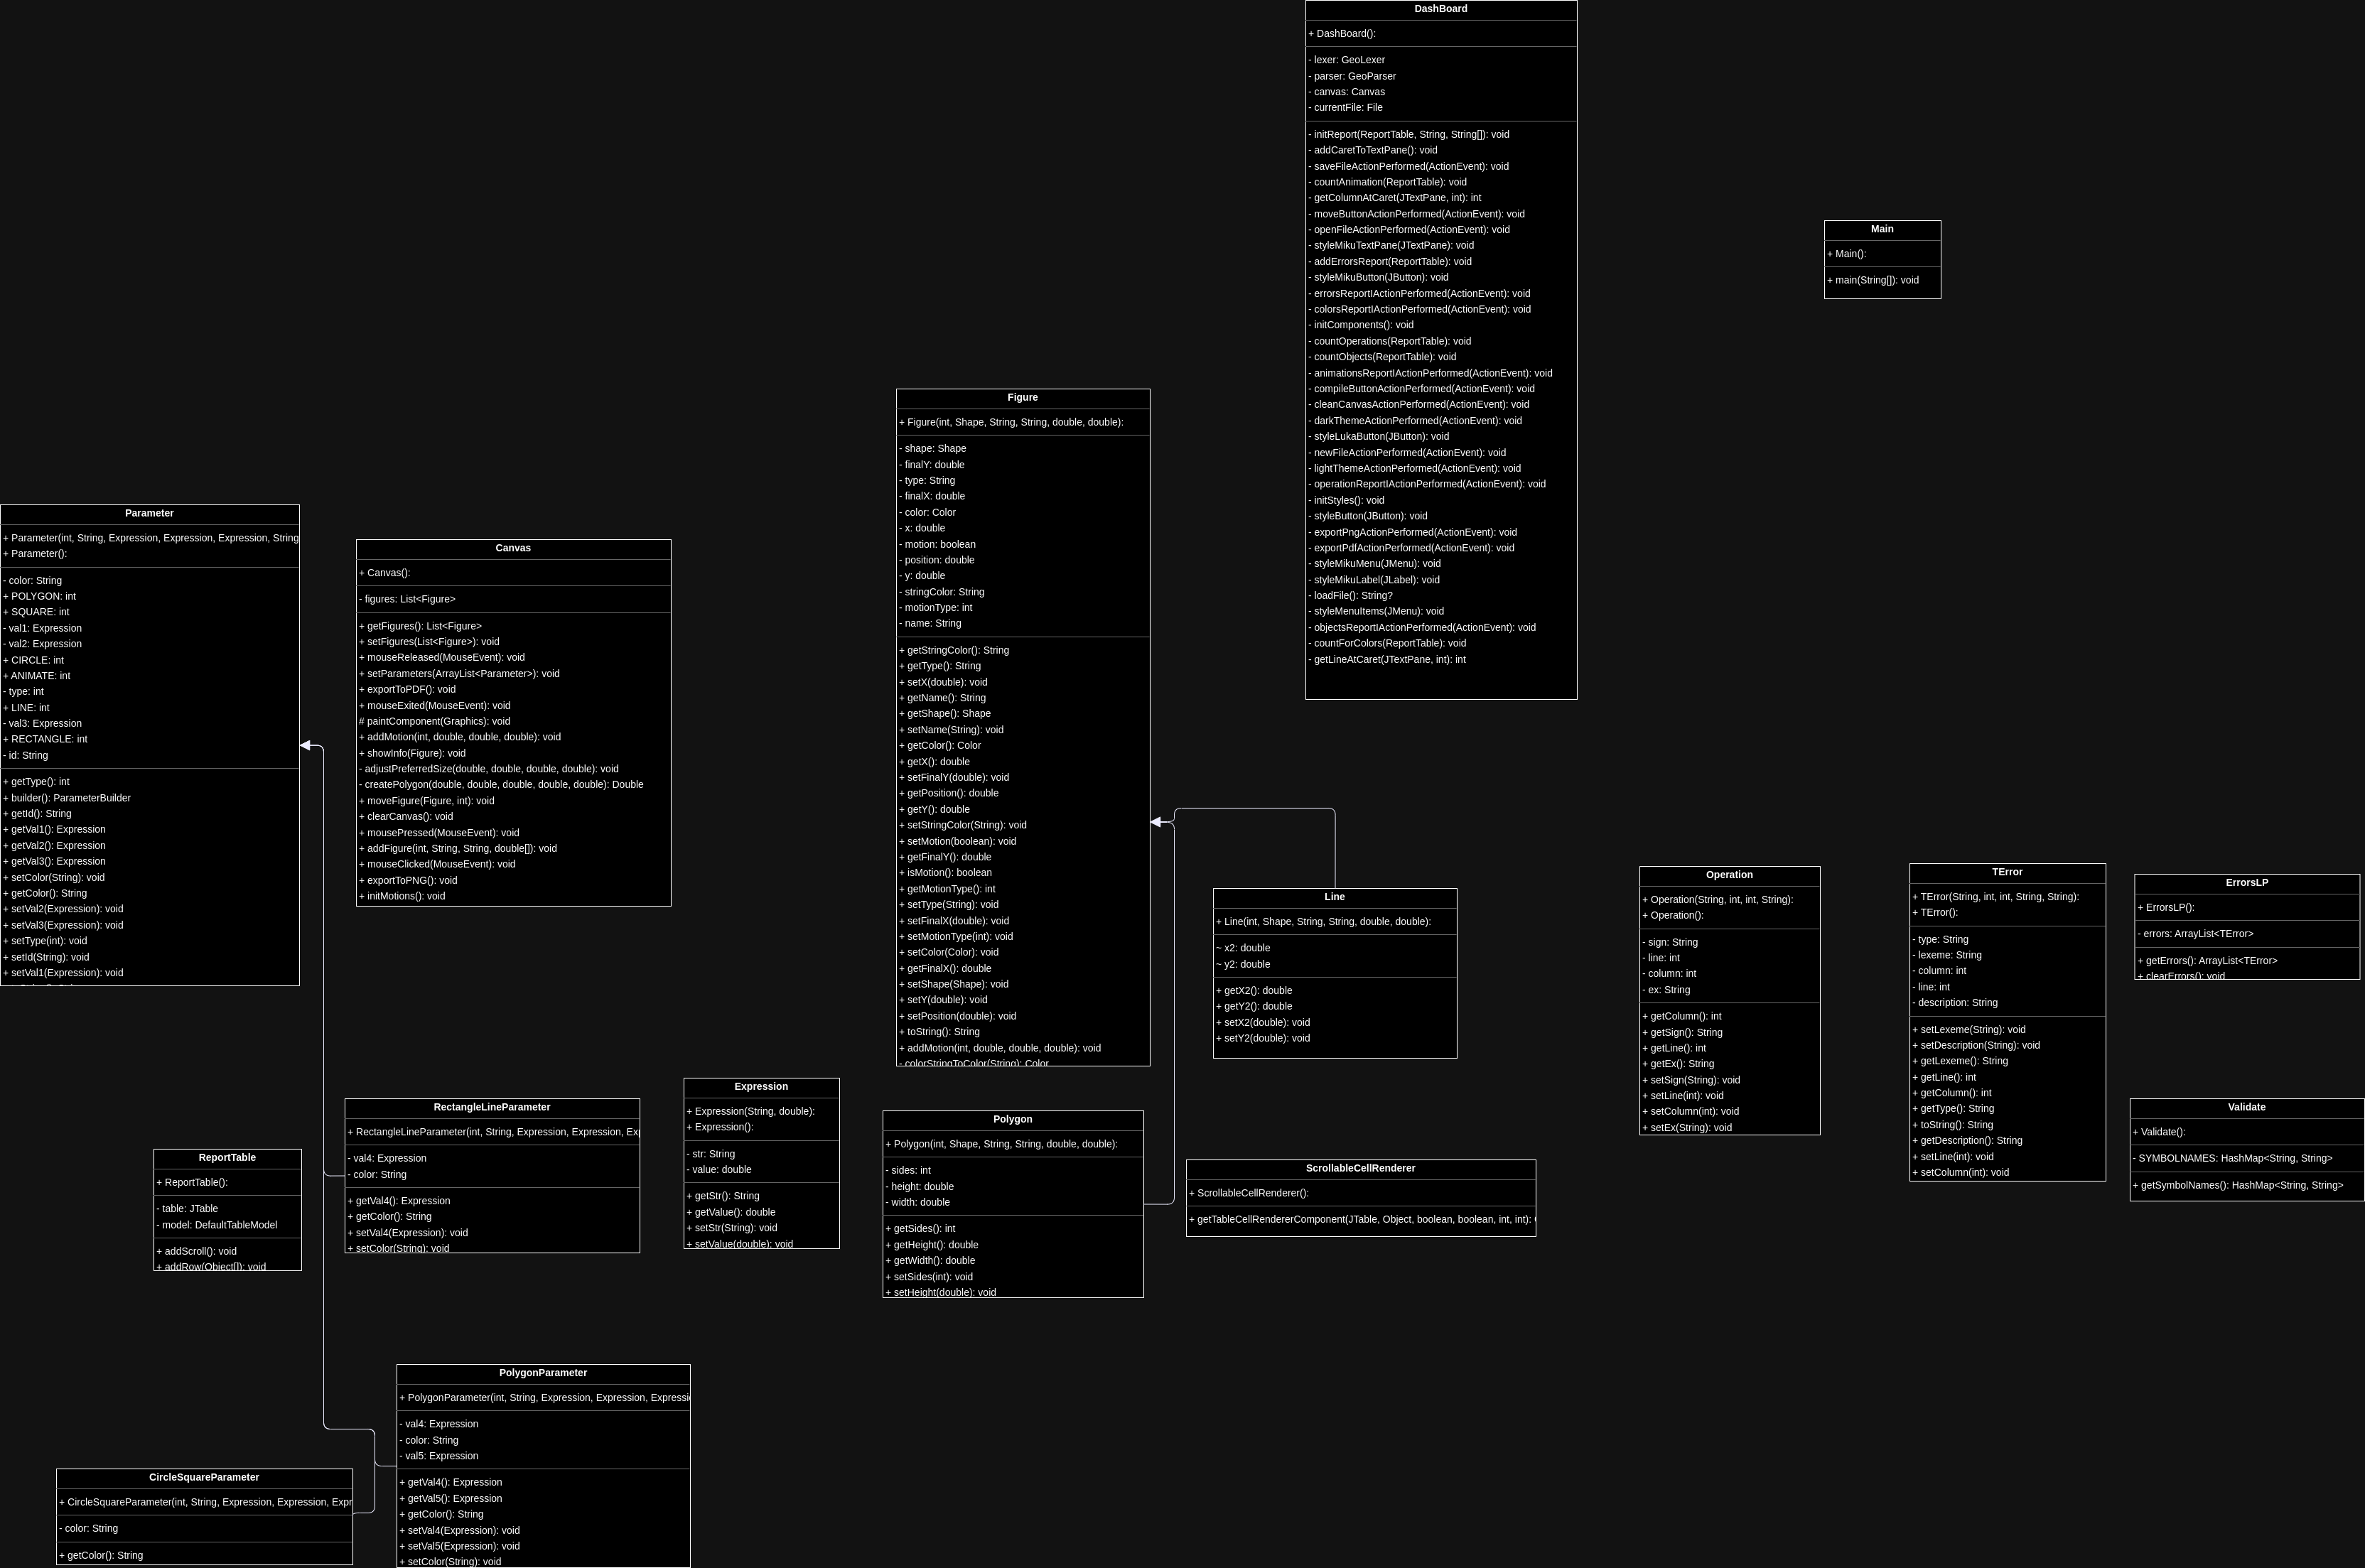 DashBoard
+ DashBoard():
- lexer: GeoLexer
- parser: GeoParser
- canvas: Canvas
- currentFile: File
- initReport(ReportTable, String, String[]): void
- addCaretToTextPane(): void
- saveFileActionPerformed(ActionEvent): void
- countAnimation(ReportTable): void
- getColumnAtCaret(JTextPane, int): int
- moveButtonActionPerformed(ActionEvent): void
- openFileActionPerformed(ActionEvent): void
- styleMikuTextPane(JTextPane): void
- addErrorsReport(ReportTable): void
- styleMikuButton(JButton): void
- errorsReportIActionPerformed(ActionEvent): void
- colorsReportIActionPerformed(ActionEvent): void
- initComponents(): void
- countOperations(ReportTable): void
- countObjects(ReportTable): void
- animationsReportIActionPerformed(ActionEvent): void
- compileButtonActionPerformed(ActionEvent): void
- cleanCanvasActionPerformed(ActionEvent): void
- darkThemeActionPerformed(ActionEvent): void
- styleLukaButton(JButton): void
- newFileActionPerformed(ActionEvent): void
- lightThemeActionPerformed(ActionEvent): void
- operationReportIActionPerformed(ActionEvent): void
- initStyles(): void
- styleButton(JButton): void
- exportPngActionPerformed(ActionEvent): void
- exportPdfActionPerformed(ActionEvent): void
- styleMikuMenu(JMenu): void
- styleMikuLabel(JLabel): void
- loadFile(): String?
- styleMenuItems(JMenu): void
- objectsReportIActionPerformed(ActionEvent): void
- countForColors(ReportTable): void
- getLineAtCaret(JTextPane, int): int
Main
+ Main():
+ main(String[]): void
Figure
+ Figure(int, Shape, String, String, double, double):
- shape: Shape
- finalY: double
- type: String
- finalX: double
- color: Color
- x: double
- motion: boolean
- position: double
- y: double
- stringColor: String
- motionType: int
- name: String
+ getStringColor(): String
+ getType(): String
+ setX(double): void
+ getName(): String
+ getShape(): Shape
+ setName(String): void
+ getColor(): Color
+ getX(): double
+ setFinalY(double): void
+ getPosition(): double
+ getY(): double
+ setStringColor(String): void
+ setMotion(boolean): void
+ getFinalY(): double
+ isMotion(): boolean
+ getMotionType(): int
+ setType(String): void
+ setFinalX(double): void
+ setMotionType(int): void
+ setColor(Color): void
+ getFinalX(): double
+ setShape(Shape): void
+ setY(double): void
+ setPosition(double): void
+ toString(): String
+ addMotion(int, double, double, double): void
- colorStringToColor(String): Color
Parameter
+ Parameter(int, String, Expression, Expression, Expression, String
+ Parameter():
- color: String
+ POLYGON: int
+ SQUARE: int
- val1: Expression
- val2: Expression
+ CIRCLE: int
+ ANIMATE: int
- type: int
+ LINE: int
- val3: Expression
+ RECTANGLE: int
- id: String
+ getType(): int
+ builder(): ParameterBuilder
+ getId(): String
+ getVal1(): Expression
+ getVal2(): Expression
+ getVal3(): Expression
+ setColor(String): void
+ getColor(): String
+ setVal2(Expression): void
+ setVal3(Expression): void
+ setType(int): void
+ setId(String): void
+ setVal1(Expression): void
Canvas
+ Canvas():
- figures: List<Figure>
+ getFigures(): List<Figure>
+ setFigures(List<Figure>): void
+ mouseReleased(MouseEvent): void
+ setParameters(ArrayList<Parameter>): void
+ exportToPDF(): void
+ mouseExited(MouseEvent): void
# paintComponent(Graphics): void
+ addMotion(int, double, double, double): void
+ showInfo(Figure): void
- adjustPreferredSize(double, double, double, double): void
- createPolygon(double, double, double, double, double): Double
+ moveFigure(Figure, int): void
+ clearCanvas(): void
+ mousePressed(MouseEvent): void
+ addFigure(int, String, String, double[]): void
+ mouseClicked(MouseEvent): void
+ exportToPNG(): void
+ initMotions(): void
Line
+ Line(int, Shape, String, String, double, double):
~ x2: double
~ y2: double
+ getX2(): double
+ getY2(): double
+ setX2(double): void
+ setY2(double): void
Operation
+ Operation(String, int, int, String):
+ Operation():
- sign: String
- line: int
- column: int
- ex: String
+ getColumn(): int
+ getSign(): String
+ getLine(): int
+ getEx(): String
+ setSign(String): void
+ setLine(int): void
+ setColumn(int): void
+ setEx(String): void
TError
+ TError(String, int, int, String, String):
+ TError():
- type: String
- lexeme: String
- column: int
- line: int
- description: String
+ setLexeme(String): void
+ setDescription(String): void
+ getLexeme(): String
+ getLine(): int
+ getColumn(): int
+ getType(): String
+ toString(): String
+ getDescription(): String
+ setLine(int): void
+ setColumn(int): void
ErrorsLP
+ ErrorsLP():
- errors: ArrayList<TError>
+ getErrors(): ArrayList<TError>
+ clearErrors(): void
Validate
+ Validate():
- SYMBOLNAMES: HashMap<String, String>
+ getSymbolNames(): HashMap<String, String>
ReportTable
+ ReportTable():
- table: JTable
- model: DefaultTableModel
+ addScroll(): void
+ addRow(Object[]): void
RectangleLineParameter
+ RectangleLineParameter(int, String, Expression, Expression, Exp
- val4: Expression
- color: String
+ getVal4(): Expression
+ getColor(): String
+ setVal4(Expression): void
+ setColor(String): void
Expression
+ Expression(String, double):
+ Expression():
- str: String
- value: double
+ getStr(): String
+ getValue(): double
+ setStr(String): void
+ setValue(double): void
Polygon
+ Polygon(int, Shape, String, String, double, double):
- sides: int
- height: double
- width: double
+ getSides(): int
+ getHeight(): double
+ getWidth(): double
+ setSides(int): void
+ setHeight(double): void
ScrollableCellRenderer
+ ScrollableCellRenderer():
+ getTableCellRendererComponent(JTable, Object, boolean, boolean, int, int):
PolygonParameter
+ PolygonParameter(int, String, Expression, Expression, Expressi
- val4: Expression
- color: String
- val5: Expression
+ getVal4(): Expression
+ getVal5(): Expression
+ getColor(): String
+ setVal4(Expression): void
+ setVal5(Expression): void
+ setColor(String): void
CircleSquareParameter
+ CircleSquareParameter(int, String, Expression, Expression, Expr
- color: String
+ getColor(): String